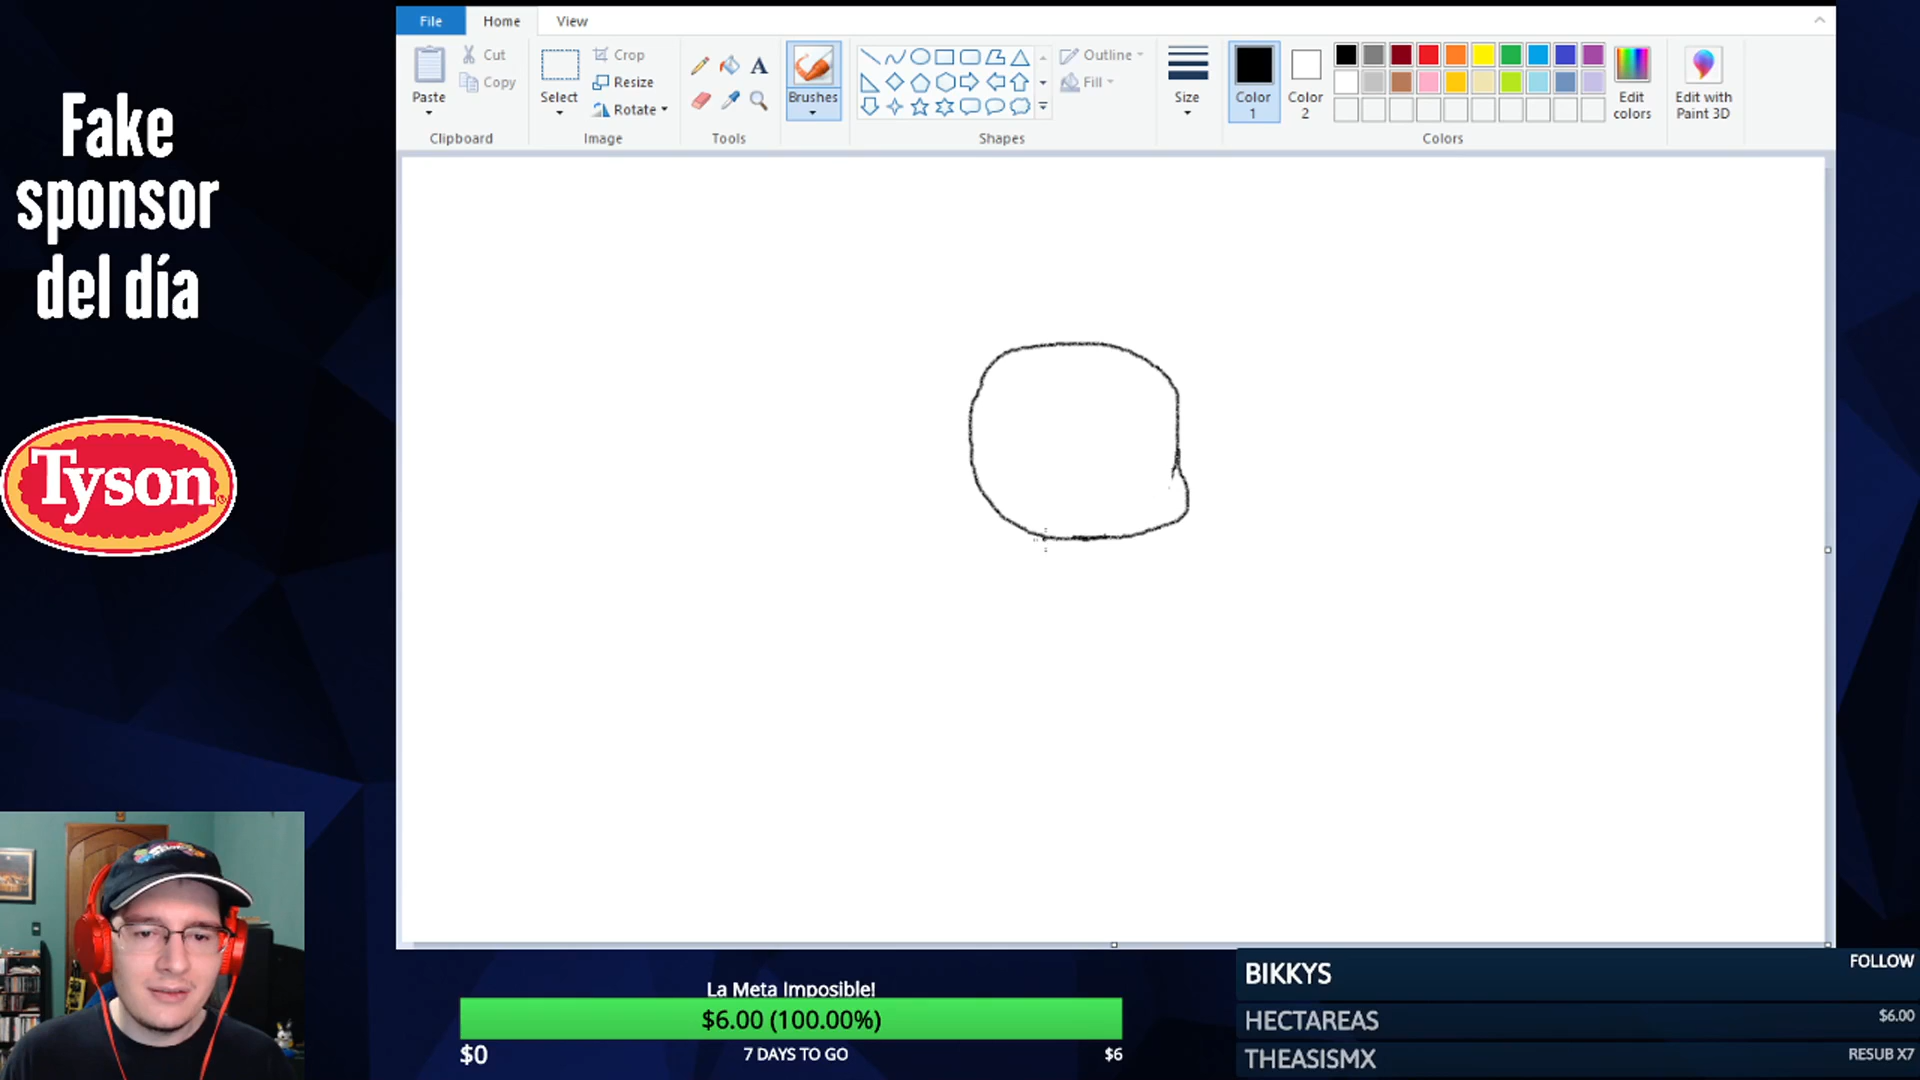 File Home View
Paste
Cut
Copy
Clipboard
Select
Crop
Resize
Rotate
Image
A
Tools
Brushes
Shapes
Outline
Fill
Size
Color 1
Color 2
Edit colors
Colors
Edit with Paint 3D
Fake
sponsor
del día
Tyson
La Meta Imposible!
$6.00 (100.00%)
$0 7 DAYS TO GO $6
BIKKYS FOLLOW
HECTAREAS $6.00
THEASISMX RESUB X7